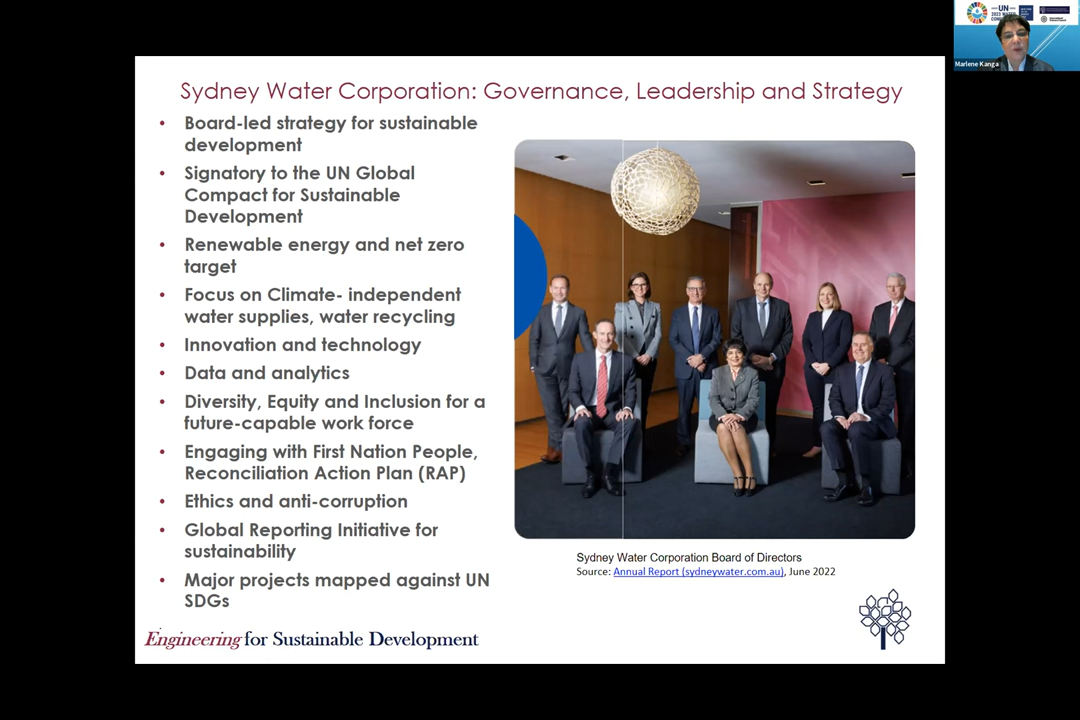 UN
Marlene Kanga
Sydney Water Corporation: Governance, Leadership and Strategy
• Board-led strategy for sustainable
development
• Signatory to the UN Global
Compact for Sustainable
Development
• Renewable energy and net zero
target
• Focus on Climate- independent
water supplies, water recycling
• Innovation and technology
• Data and analytics
• Diversity, Equity and Inclusion for a
future-capable work force
• Engaging with First Nation People,
Reconciliation Action Plan (RAP)
• Ethics and anti-corruption
• Global Reporting Initiative for
sustainability
• Major projects mapped against UN
SDGs
Sydney Water Corporation Board of Directors
Source: Annual Report (sydneywater.com.au), June 2022
Engineering for Sustainable Development